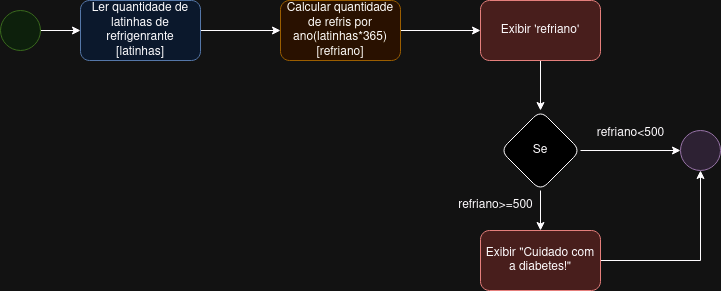 Ler quantidade de
latinhas de
refrigenrante
[latinhas]
Calcular quantidade
de refris por
ano(latinhas*365)
[refriano]
Exibir 'refriano'
Se
refriano<500
refriano>=500
Exibir "Cuidado com
a diabetes!"